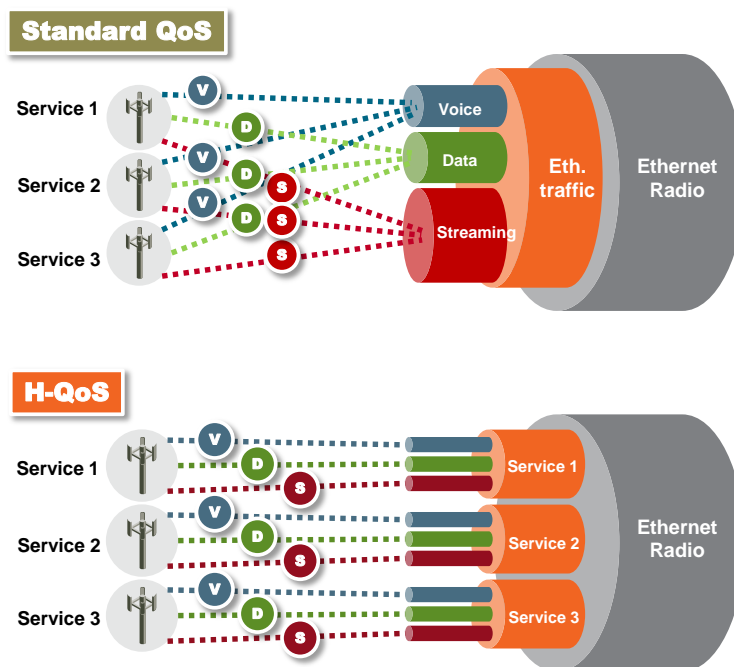 Standard QoS
Service 1
V
Voice
D
Data
Service 2
V
D
S
Eth.
traffic
Ethernet
Radio
V
D
S
Streaming
Service 3
S
H-QoS
V
Service 1
D
Service 1
S
V
Service 2
D
Service 2
S
Ethernet
Radio
V
Service 3
D
Service 3
S